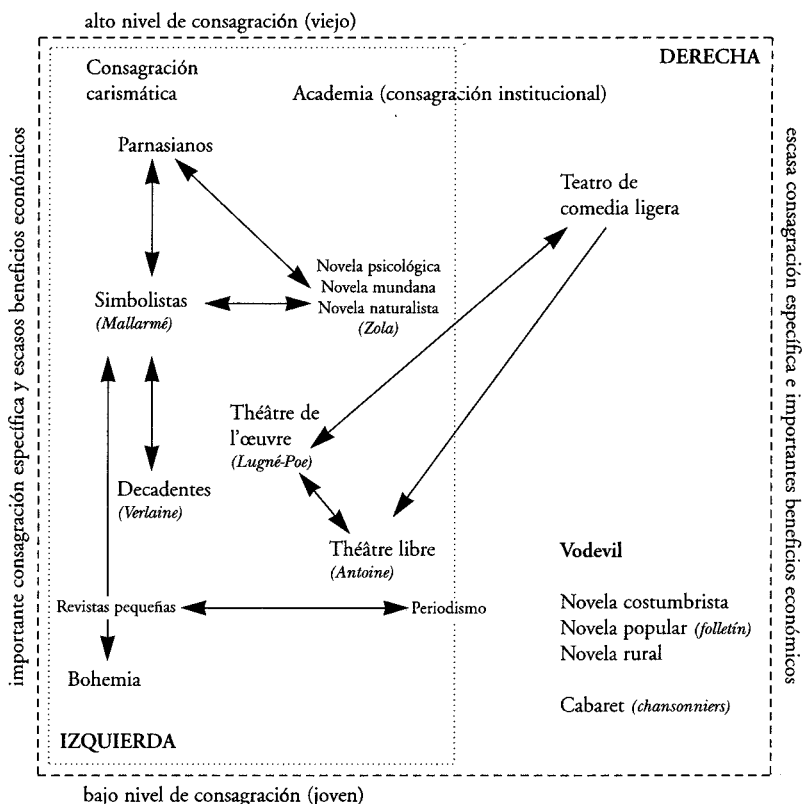 alto nivel de consagración (viejo)
DERECHA
Consagración
carismática
Academia (consagración institucional)
importante consagración específica y escasos beneficios económicos
escasa consagración específica e importantes beneficios económicos
Parnasianos
Teatro de
comedia ligera
Novela psicológica
Novela mundana
Novela naturalista
(Zola)
Simbolistas
(Mallarmé)
Théâtre de
l'œuvre
(Lugné-Poe)
Decadentes
(Verlaine)
Théâtre libre
(Antoine)
Vodevil
Revistas pequeñas
Periodismo
Novela costumbrista
Novela popular (folletín)
Novela rural
Bohemia
Cabaret (chansonniers)
IZQUIERDA
bajo nivel de consagración (joven)